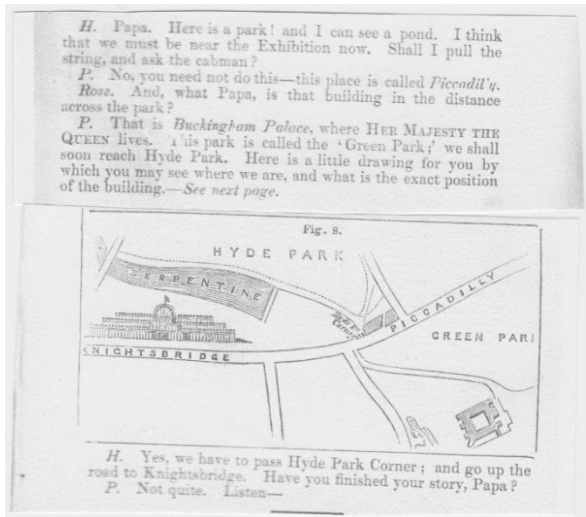 H. Papa. Here is a park! and I can see a pond. I think
that we must be near the Exhibition now. Shall I pull the
string, and ask the cabman?
P. No, you need not do this—this place is called Piccadil'y.
Rose. And, what Papa, is that building in the distance
across the park?
P. That is Buckingham Palace, where HER MAJESTY THE
QUEEN lives. This park is called the 'Green Park;' we shall
soon reach Hyde Park. Here is a little drawing for you by
which you may see where we are, and what is the exact position
of the building.—See next page.
Fig. 8.
HYDE PARK
SERPENTINE
PICCADILLY
Corner
GREEN PAR
KNIGHTSBRIDGE
H. Yes, we have to pass Hyde Park Corner; and go up the
road to Knightsbridge. Have you finished your story, Papa?
P. Not quite. Listen—